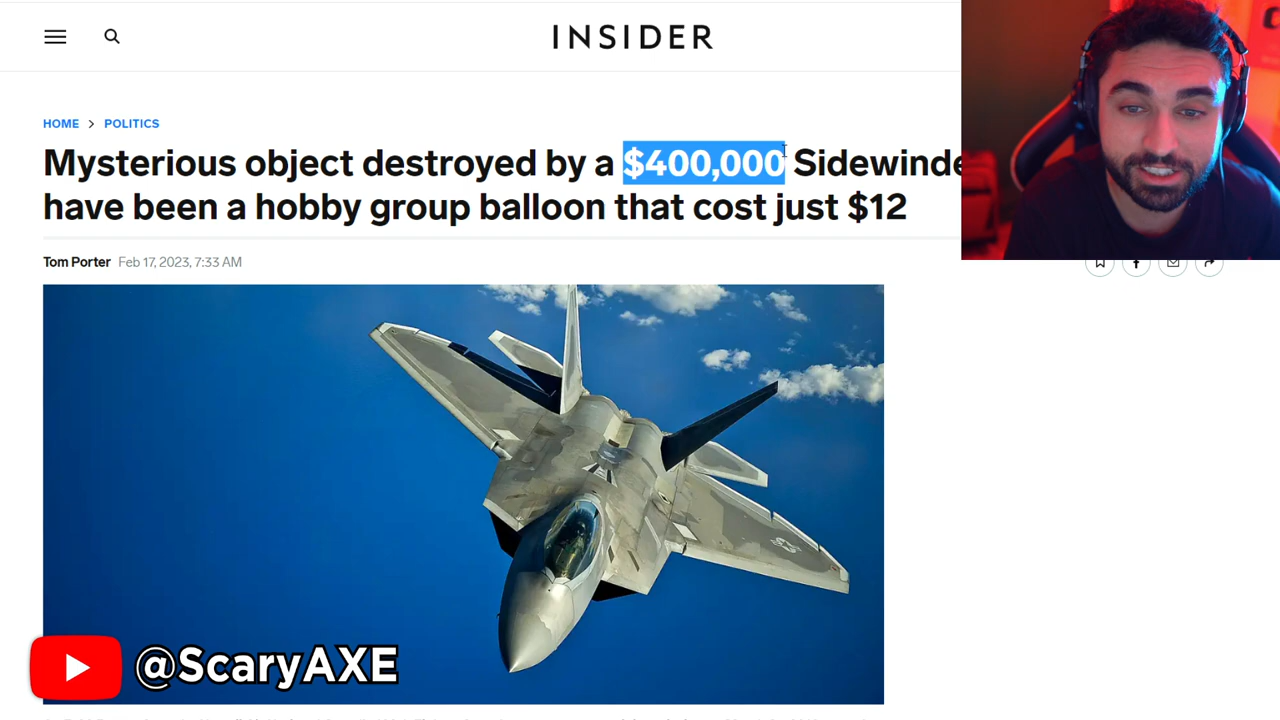 INSIDER
HOME > POLITICS
Mysterious object destroyed by a $400,000 Sidewinde
have been a hobby group balloon that cost just $12
Tom Porter Feb 17, 2023, 7:33 AM
@ScaryAXE